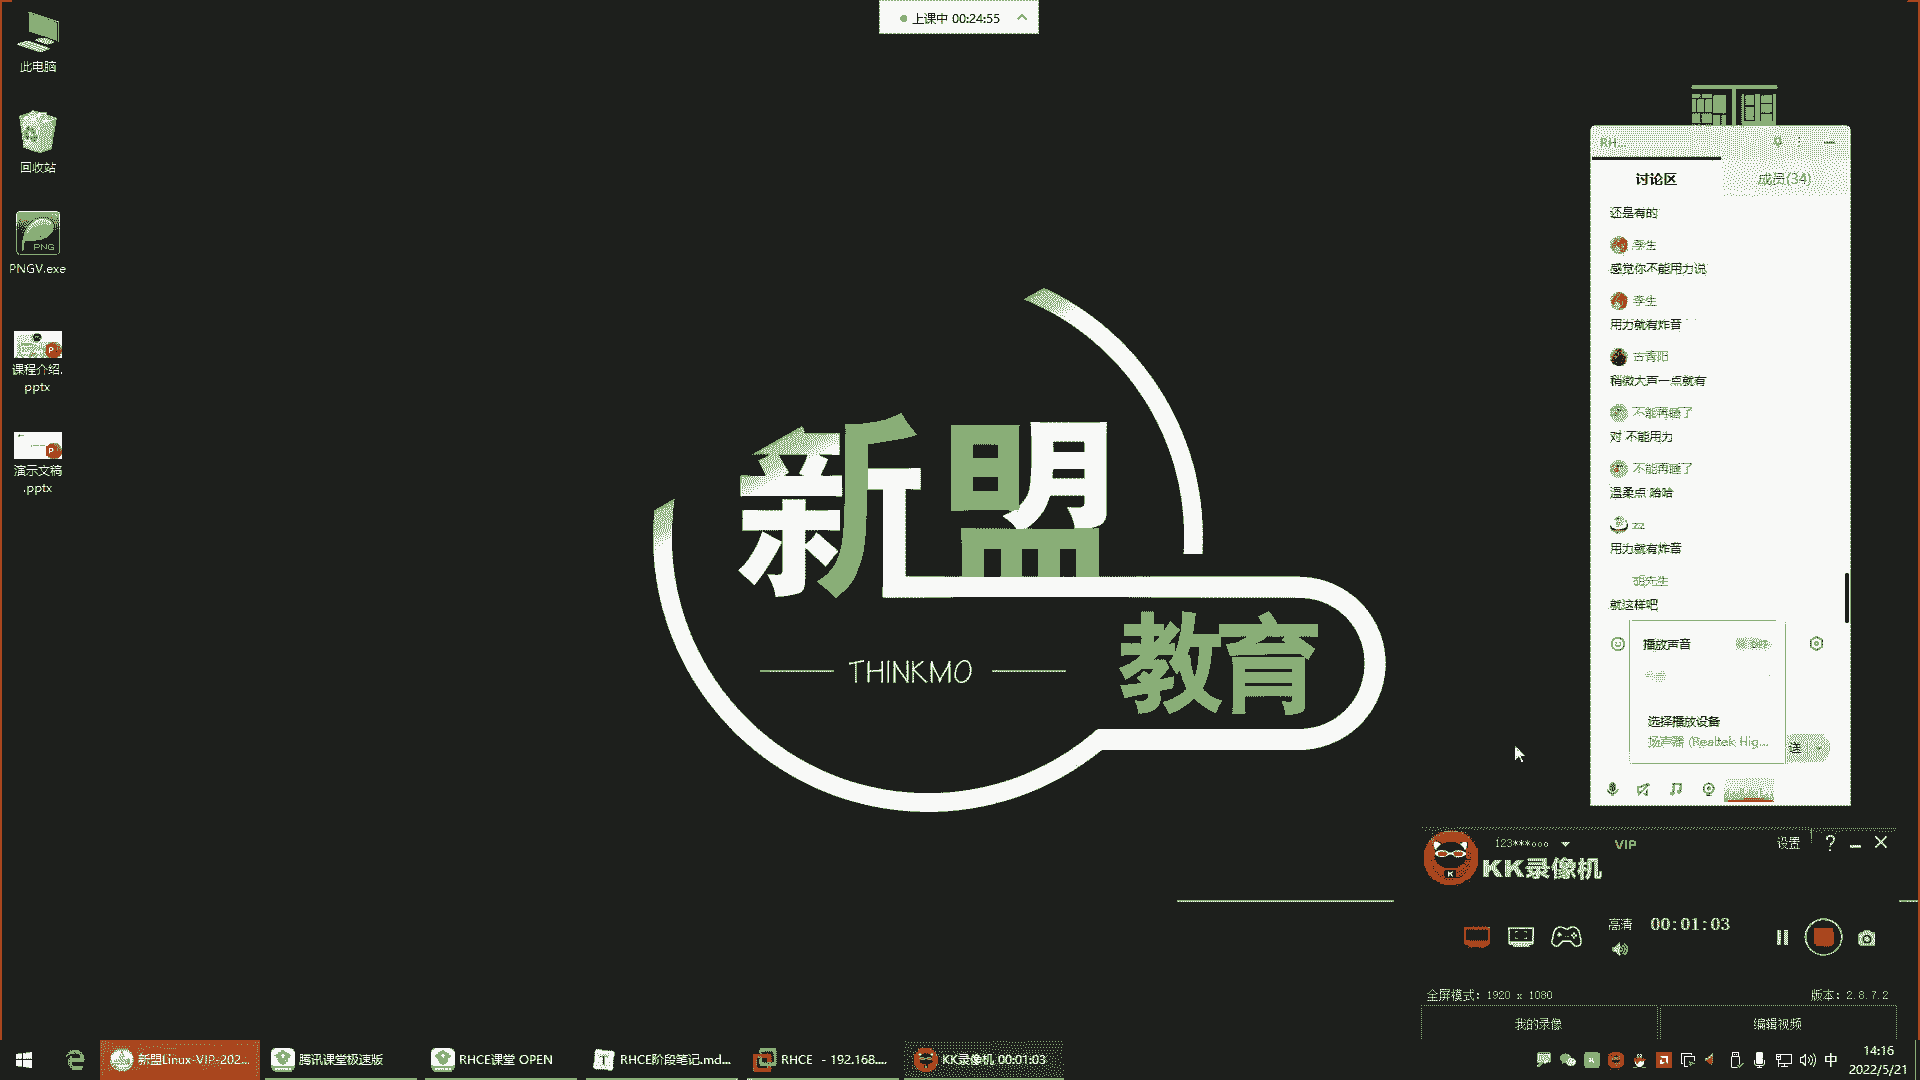 上课中 00:24:55
此电脑
回收站
PNG
PNGV.exe
课程介绍.
pptx
演示文稿
.pptx
新盟
教育
THINKMO
RH...
讨论区
成员(34)
还是有的
李生
感觉你不能用力说
李生
用力就有炸音
古青阳
稍微大声一点就有
不能再睡了
对 不能用力
不能再睡了
温柔点 哈哈
zz
用力就有炸音
胡先生
就这样吧
播放声音
选择播放设备
扬声器 (Realtek Hig...
送
123***ooo
VIP
设置
KK录像机
高清
00:01:03
全屏模式: 1920 x 1080
版本: 2.8.7.2
我的录像
编辑视频
新盟Linux-VIP-202...
腾讯课堂极速版
RHCE课堂 OPEN
RHCE阶段笔记.md...
RHCE - 192.168....
KK录像机 00:01:03
中
14:16
2022/5/21